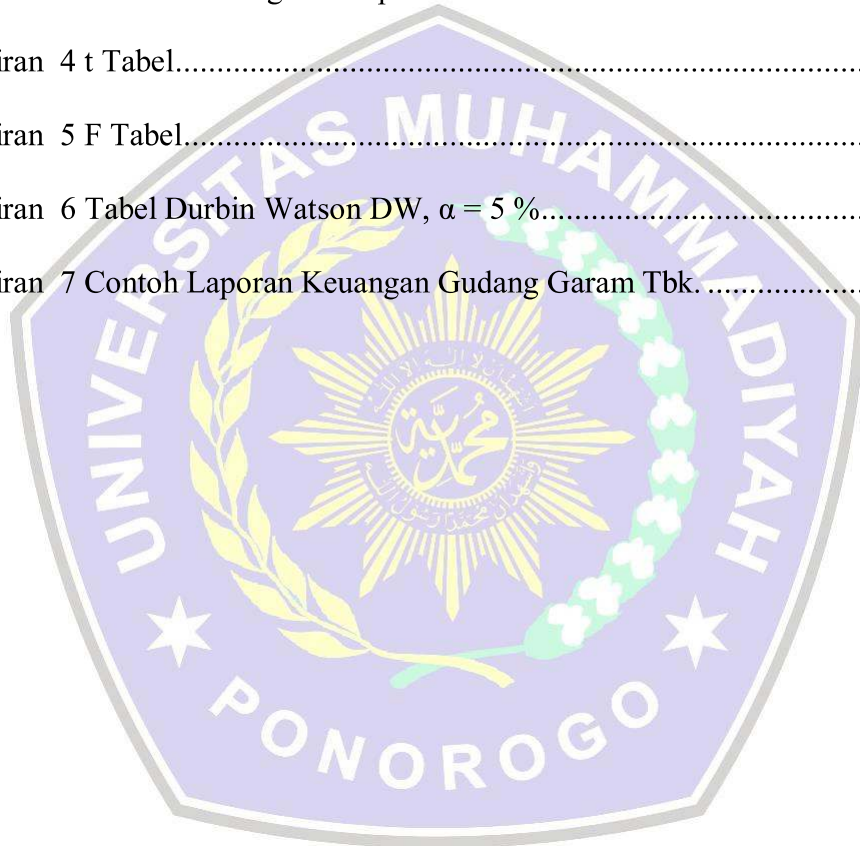 iran 4 t Tabel
iran 5 F Tabel
iran 6 Tabel Durbin Watson DW, α = 5 %
iran 7 Contoh Laporan Keuangan Gudang Garam Tbk.
UNIVERSITAS MUHAMMADIYAH
محمدية
PONOROGO